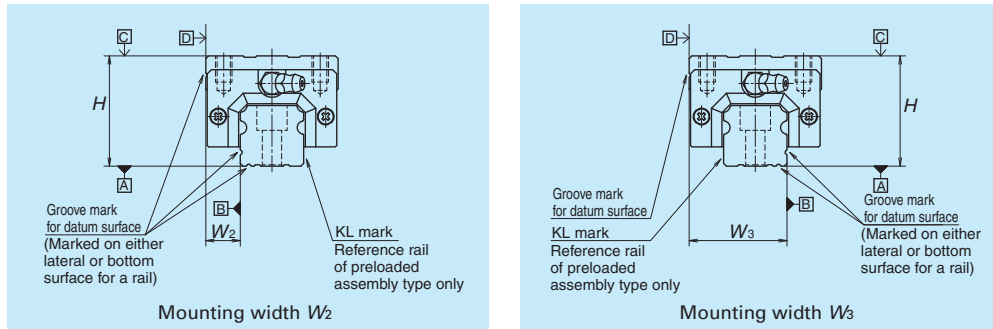 C
D
H
A
B
W2
Groove mark
for datum surface
(Marked on either
lateral or bottom
surface for a rail)
KL mark
Reference rail
of preloaded
assembly type only
Mounting width W2
D
C
H
A
B
W3
Groove mark
for datum surface
KL mark
Reference rail
of preloaded
assembly type only
Groove mark
for datum surface
(Marked on either
lateral or bottom
surface for a rail)
Mounting width W3